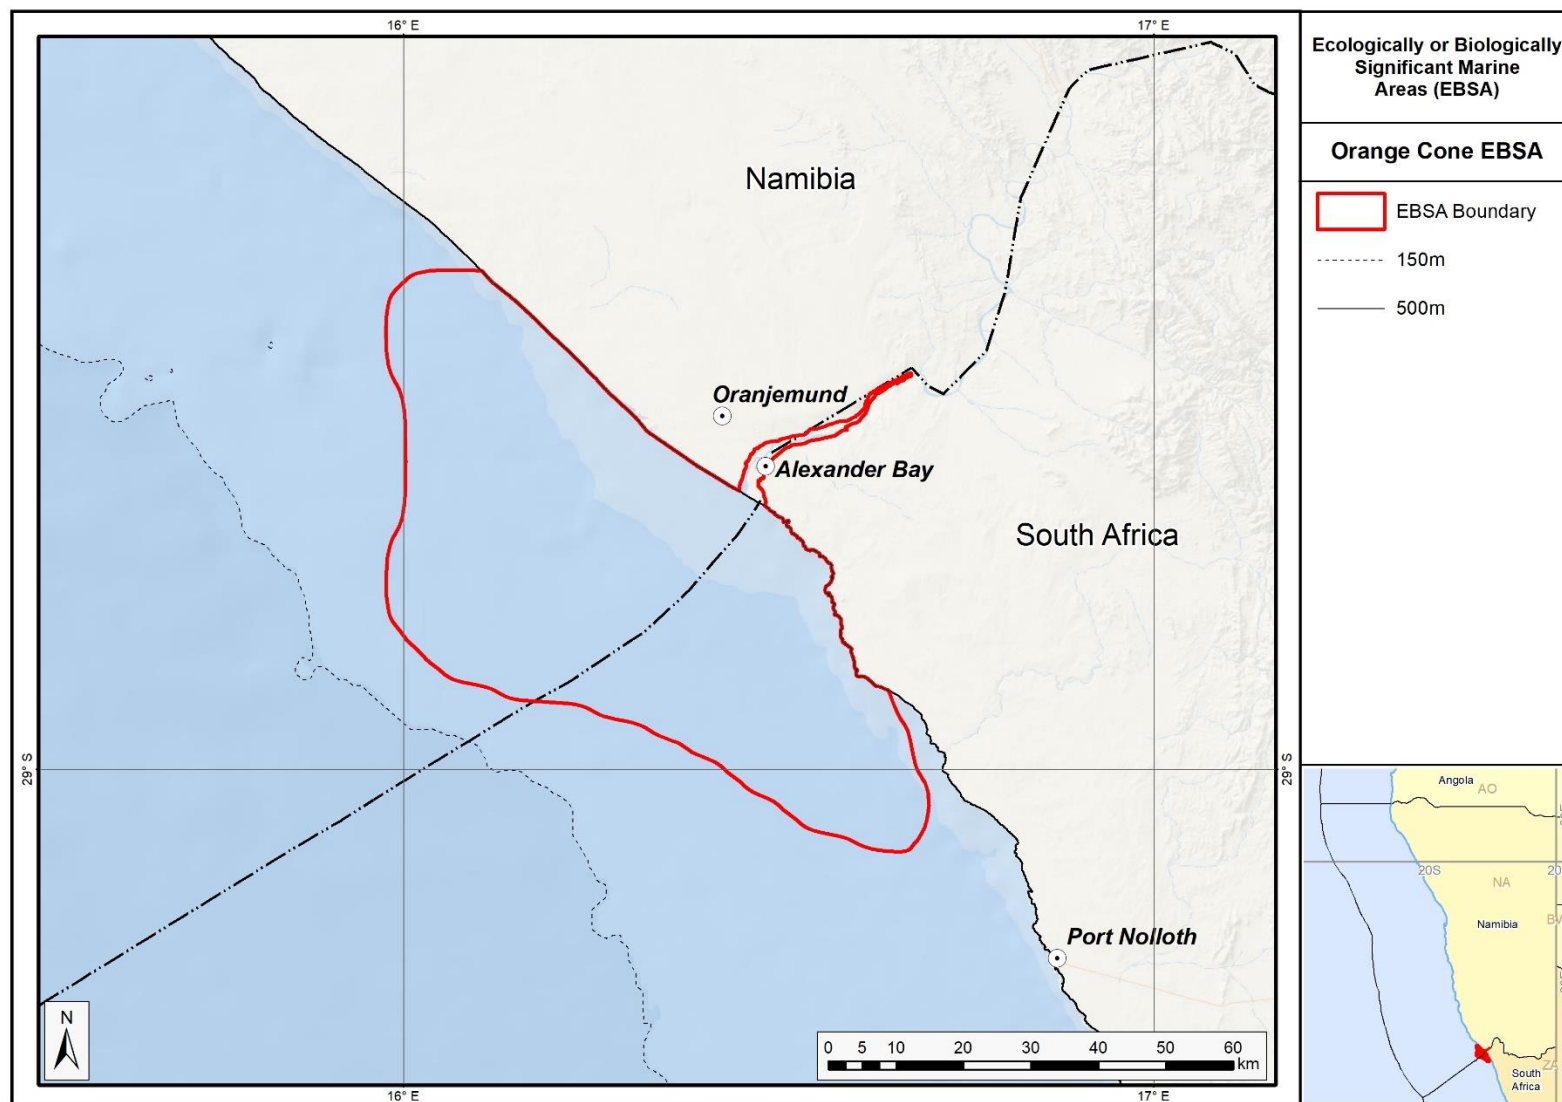 16° E
17° E
Ecologically or Biologically
Significant Marine
Areas (EBSA)
Orange Cone EBSA
EBSA Boundary
150m
500m
Namibia
Oranjemund
Alexander Bay
South Africa
29° S
29° S
Port Nolloth
N
0 5 10 20 30 40 50 60
km
16° E
17° E
Angola
AO
20S
NA
Namibia
South
Africa
ZA